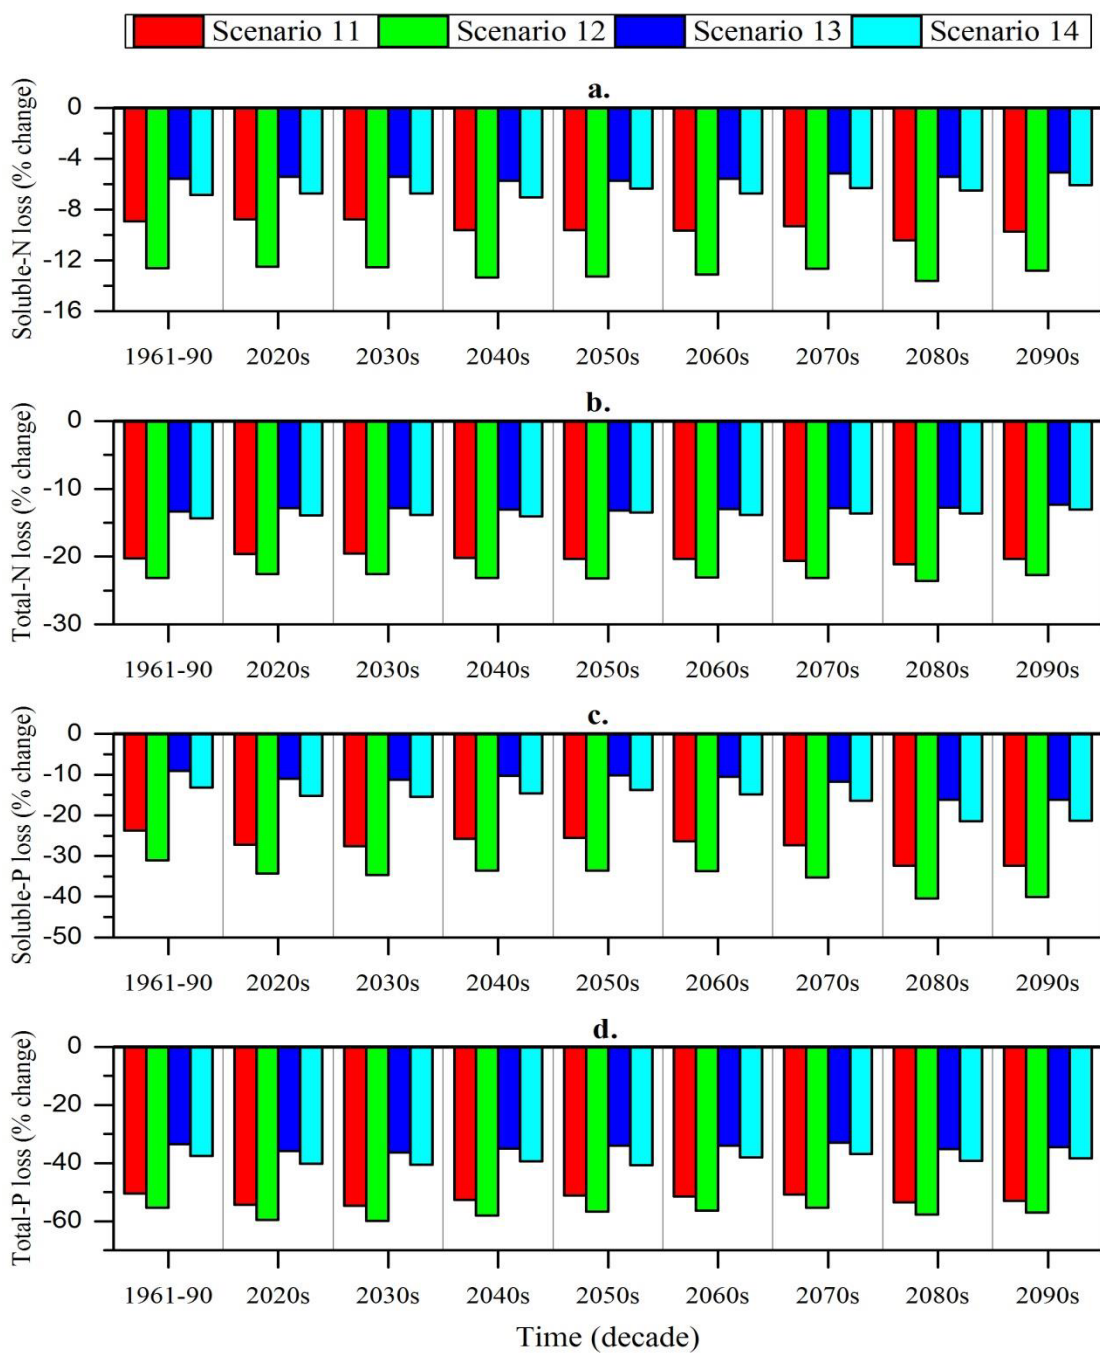 Scenario 11 Scenario 12 Scenario 13 Scenario 14
a.
Soluble-N loss (% change)
0
-4
-8
-12
-16
1961-90 2020s 2030s 2040s 2050s 2060s 2070s 2080s 2090s
b.
Total-N loss (% change)
0
-10
-20
-30
1961-90 2020s 2030s 2040s 2050s 2060s 2070s 2080s 2090s
c.
Soluble-P loss (% change)
0
-10
-20
-30
-40
-50
1961-90 2020s 2030s 2040s 2050s 2060s 2070s 2080s 2090s
d.
Total-P loss (% change)
0
-20
-40
-60
1961-90 2020s 2030s 2040s 2050s 2060s 2070s 2080s 2090s
Time (decade)